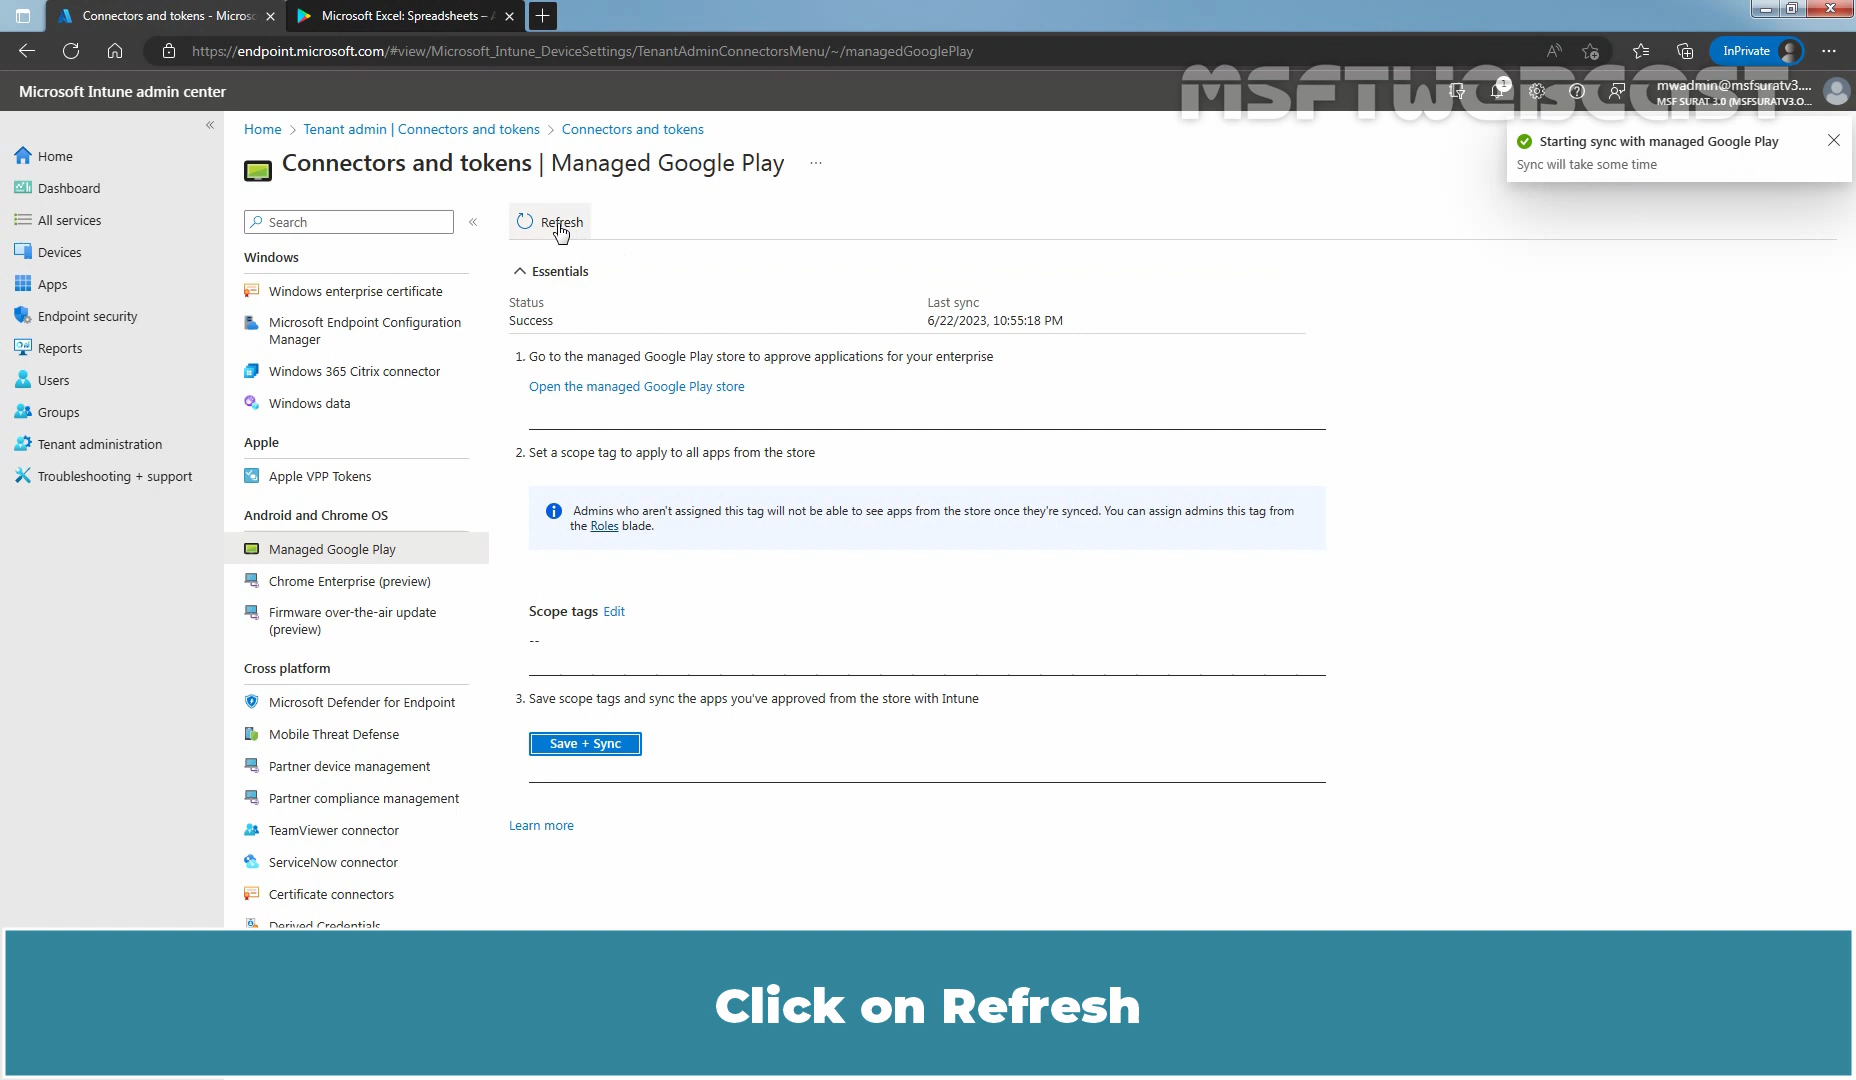 Connectors and tokens - Micros
Microsoft Excel: Spreadsheets – A
https://endpoint.microsoft.com/#view/Microsoft_Intune_DeviceSettings/TenantAdminConnectorsMenu/~/managedGooglePlay
InPrivate
MSFTWEBCAST
Microsoft Intune admin center
1
mwadmin@msfsuratv3....
MSF SURAT 3.0 (MSFSURATV3.O...
Home > Tenant admin | Connectors and tokens > Connectors and tokens
Connectors and tokens | Managed Google Play ...
Starting sync with managed Google Play
Sync will take some time
Home
Dashboard
All services
Devices
Apps
Endpoint security
Reports
Users
Groups
Tenant administration
Troubleshooting + support
Search
Windows
Windows enterprise certificate
Microsoft Endpoint Configuration
Manager
Windows 365 Citrix connector
Windows data
Apple
Apple VPP Tokens
Android and Chrome OS
Managed Google Play
Chrome Enterprise (preview)
Firmware over-the-air update
(preview)
Cross platform
Microsoft Defender for Endpoint
Mobile Threat Defense
Partner device management
Partner compliance management
TeamViewer connector
ServiceNow connector
Certificate connectors
Derived Credentials
Refresh
Essentials
Status
Success
Last sync
6/22/2023, 10:55:18 PM
1. Go to the managed Google Play store to approve applications for your enterprise
Open the managed Google Play store
2. Set a scope tag to apply to all apps from the store
Admins who aren't assigned this tag will not be able to see apps from the store once they're synced. You can assign admins this tag from
the Roles blade.
Scope tags Edit
--
3. Save scope tags and sync the apps you've approved from the store with Intune
Save + Sync
Learn more
Click on Refresh